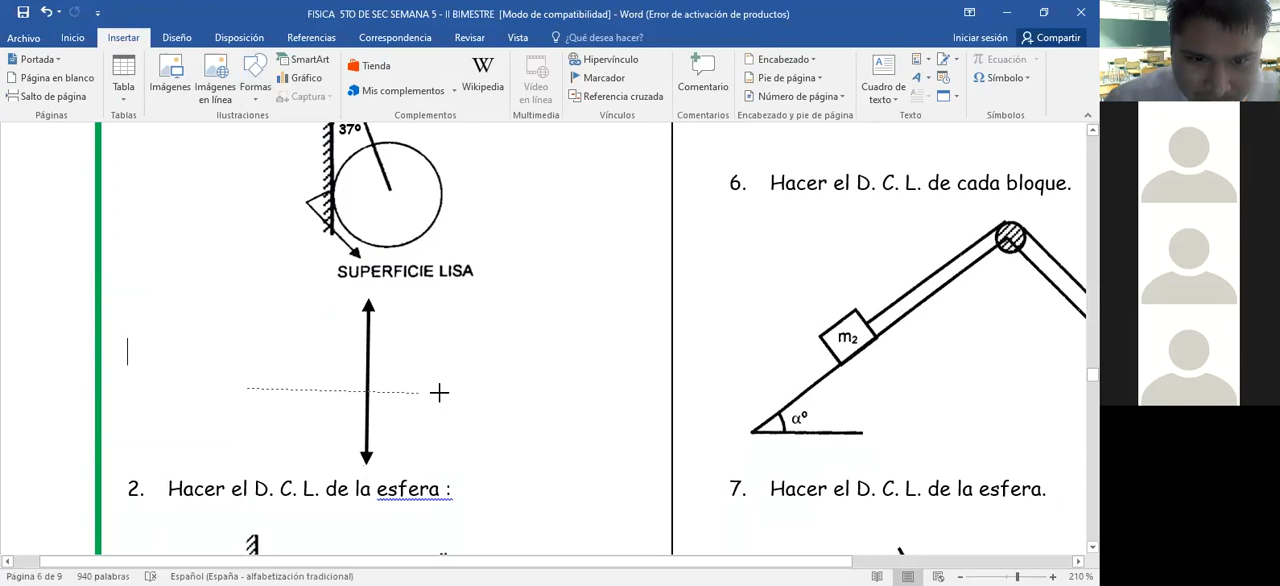 FISICA 5TO DE SEC SEMANA 5 - II BIMESTRE [Modo de compatibilidad] - Word (Error de activación de productos)
Archivo Inicio Insertar Diseño Disposición Referencias Correspondencia Revisar Vista ¿Qué desea hacer? Iniciar sesión Compartir
Portada
Página en blanco
Salto de página
Páginas
Tabla
Tablas
Imágenes
Imágenes en línea
Formas
SmartArt
Gráfico
Captura
Ilustraciones
Tienda
Mis complementos
Wikipedia
Complementos
Vídeo en línea
Multimedia
Hipervínculo
Marcador
Referencia cruzada
Vínculos
Comentario
Comentarios
Encabezado
Pie de página
Número de página
Encabezado y pie de página
Cuadro de texto
Texto
Ecuación
Símbolo
Símbolos
37º
SUPERFICIE LISA
2. Hacer el D. C. L. de la esfera :
6. Hacer el D. C. L. de cada bloque.
m2
αº
7. Hacer el D. C. L. de la esfera.
Página 6 de 9 940 palabras Español (España - alfabetización tradicional) 210 %